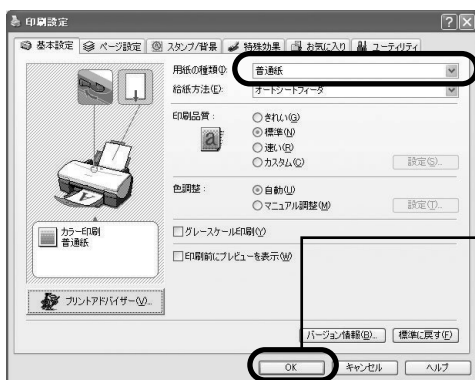 印刷設定
基本設定 ページ設定 スタンプ/背景 特殊効果 お気に入り ユーティリティ
用紙の種類(I): 普通紙
給紙方法(E): オートシートフィーダ
印刷品質: きれい(G)
標準(N)
速い(R)
カスタム(C) 設定(S)...
色調整: 自動(U)
マニュアル調整(M) 設定(T)...
カラー印刷
普通紙
グレースケール印刷(Y)
印刷前にプレビューを表示(W)
プリントアドバイザー(V)...
バージョン情報(B)... 標準に戻す(F)
OK キャンセル ヘルプ